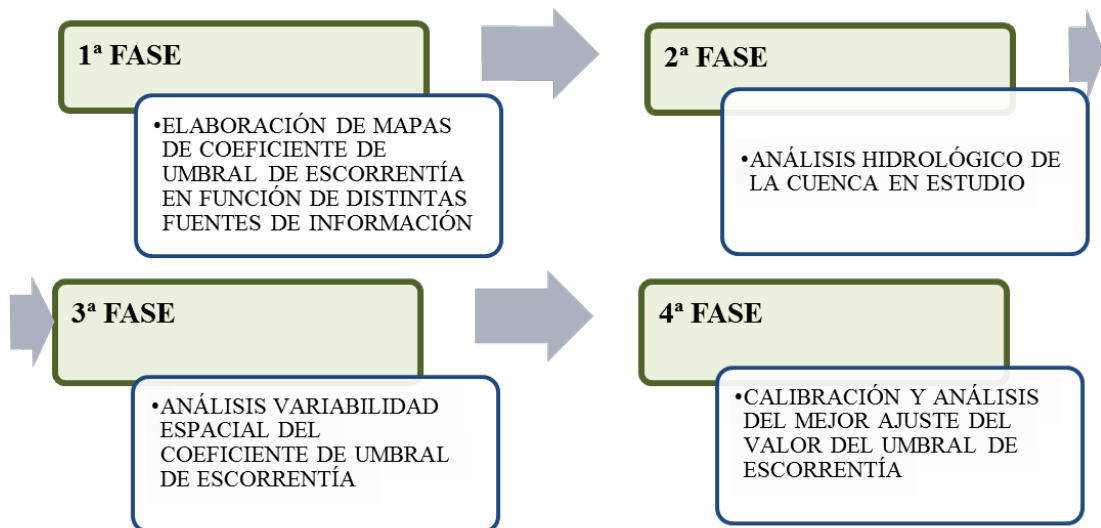 1ª FASE
•ELABORACIÓN DE MAPAS
DE COEFICIENTE DE
UMBRAL DE ESCORRENTÍA
EN FUNCIÓN DE DISTINTAS
FUENTES DE INFORMACIÓN
2ª FASE
•ANÁLISIS HIDROLÓGICO DE
LA CUENCA EN ESTUDIO
3ª FASE
•ANÁLISIS VARIABILIDAD
ESPACIAL DEL
COEFICIENTE DE UMBRAL
DE ESCORRENTÍA
4ª FASE
•CALIBRACIÓN Y ANÁLISIS
DEL MEJOR AJUSTE DEL
VALOR DEL UMBRAL DE
ESCORRENTÍA